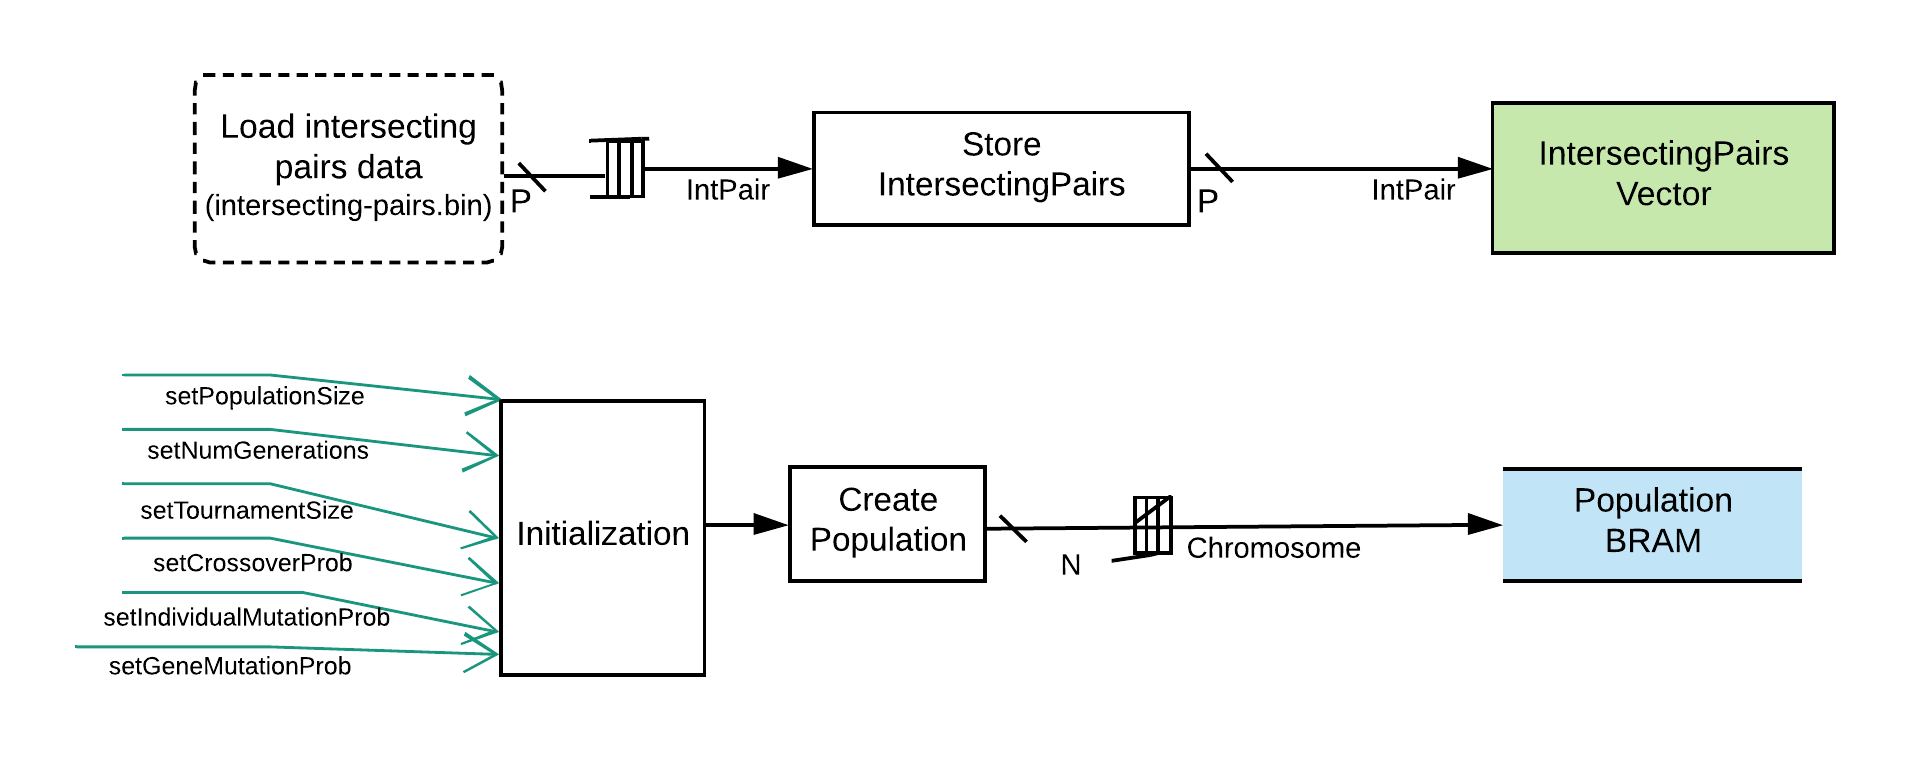 Load intersecting
pairs data
(intersecting-pairs.bin)
P
IntPair
Store
IntersectingPairs
P
IntPair
IntersectingPairs
Vector
setPopulationSize
setNumGenerations
setTournamentSize
setCrossoverProb
setIndividualMutationProb
setGeneMutationProb
Initialization
Create
Population
N
Chromosome
Population
BRAM